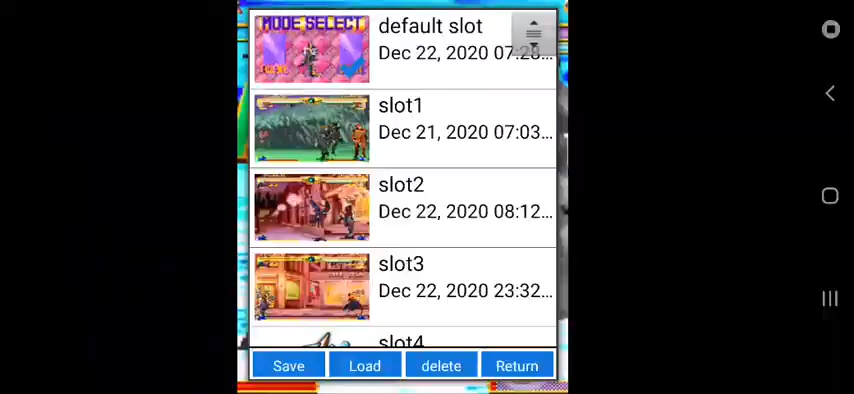 MODE SELECT
default slot
Dec 22, 2020 07:28...
slot1
Dec 21, 2020 07:03...
slot2
Dec 22, 2020 08:12...
slot3
Dec 22, 2020 23:32...
slot4
Save Load delete Return